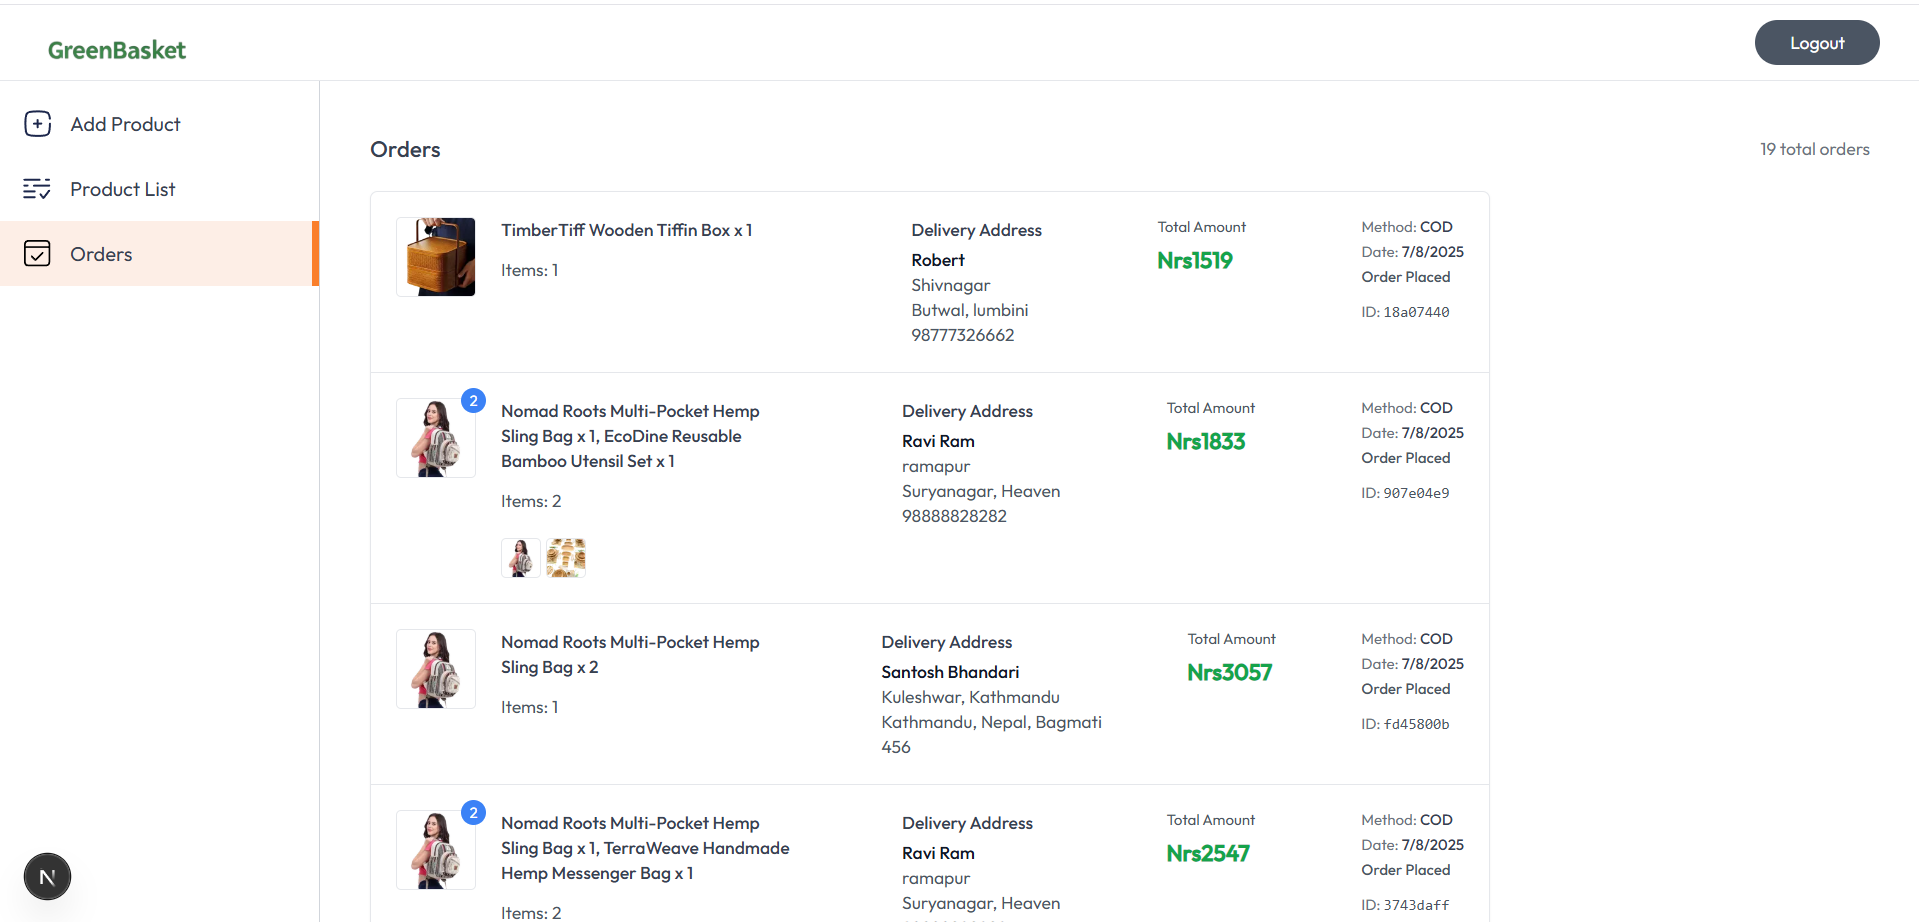 GreenBasket
Logout
Add Product
Product List
Orders
Orders
19 total orders
TimberTiff Wooden Tiffin Box x 1
Items: 1
Delivery Address
Robert
Shivnagar
Butwal, lumbini
98777326662
Total Amount
Nrs1519
Method: COD
Date: 7/8/2025
Order Placed
ID: 18a07440
2
Nomad Roots Multi-Pocket Hemp
Sling Bag x 1, EcoDine Reusable
Bamboo Utensil Set x 1
Items: 2
Delivery Address
Ravi Ram
ramapur
Suryanagar, Heaven
98888828282
Total Amount
Nrs1833
Method: COD
Date: 7/8/2025
Order Placed
ID: 907e04e9
Nomad Roots Multi-Pocket Hemp
Sling Bag x 2
Items: 1
Delivery Address
Santosh Bhandari
Kuleshwar, Kathmandu
Kathmandu, Nepal, Bagmati
456
Total Amount
Nrs3057
Method: COD
Date: 7/8/2025
Order Placed
ID: fd45800b
2
Nomad Roots Multi-Pocket Hemp
Sling Bag x 1, TerraWeave Handmade
Hemp Messenger Bag x 1
Items: 2
Delivery Address
Ravi Ram
ramapur
Suryanagar, Heaven
Total Amount
Nrs2547
Method: COD
Date: 7/8/2025
Order Placed
ID: 3743daff
N